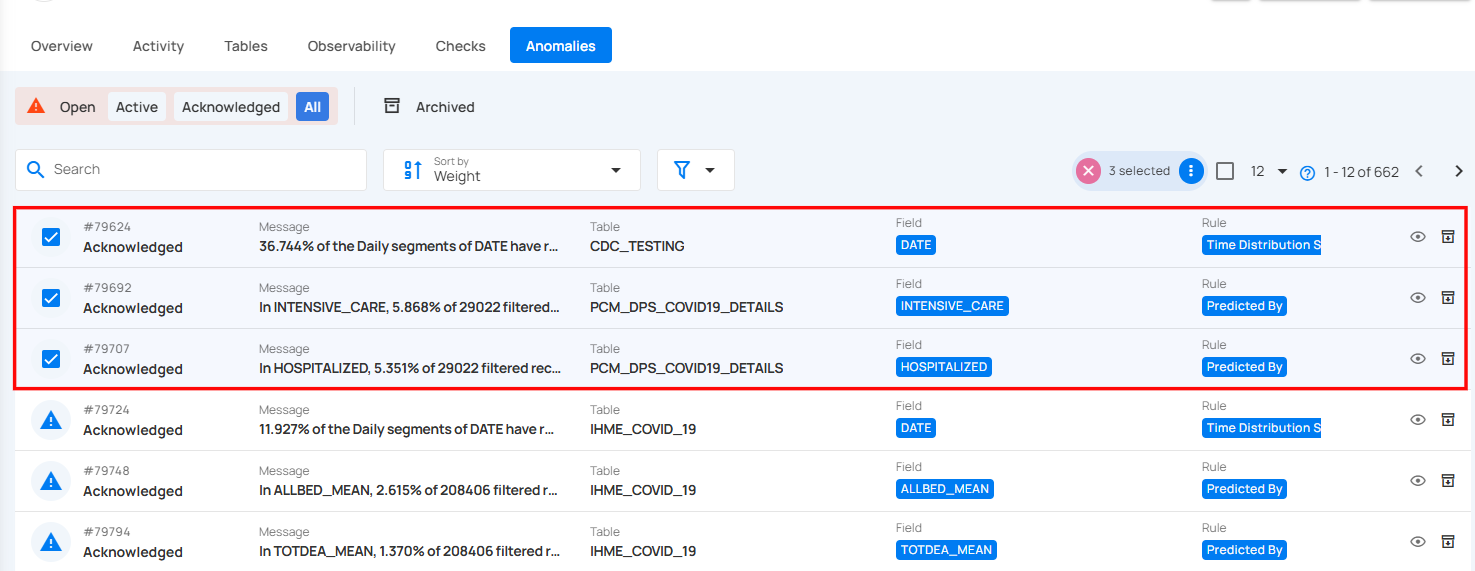 Overview Activity Tables Observability Checks Anomalies
Open Active Acknowledged All Archived
Search
Sort by
Weight
3 selected 12 1 - 12 of 662
#79624 Message Table Field Rule
Acknowledged 36.744% of the Daily segments of DATE have r... CDC_TESTING DATE Time Distribution S
#79692 Message Table Field Rule
Acknowledged In INTENSIVE_CARE, 5.868% of 29022 filtered... PCM_DPS_COVID19_DETAILS INTENSIVE_CARE Predicted By
#79707 Message Table Field Rule
Acknowledged In HOSPITALIZED, 5.351% of 29022 filtered rec... PCM_DPS_COVID19_DETAILS HOSPITALIZED Predicted By
#79724 Message Table Field Rule
Acknowledged 11.927% of the Daily segments of DATE have r... IHME_COVID_19 DATE Time Distribution S
#79748 Message Table Field Rule
Acknowledged In ALLBED_MEAN, 2.615% of 208406 filtered r... IHME_COVID_19 ALLBED_MEAN Predicted By
#79794 Message Table Field Rule
Acknowledged In TOTDEA_MEAN, 1.370% of 208406 filtered r... IHME_COVID_19 TOTDEA_MEAN Predicted By